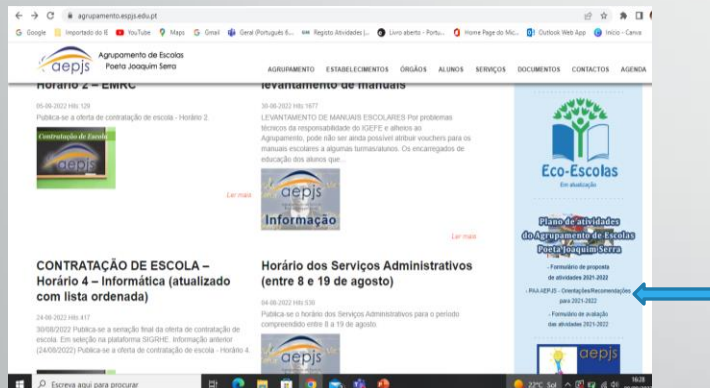 agrupamento.espjs.edu.pt
Google
Importado do IE
YouTube
Maps
Gmail
Geral (Português 8...
Registo Atividades |...
Livro aberto - Portu...
Home Page do Mic...
Outlook Web App
Início - Canva
aepjs
Agrupamento de Escolas
Poeta Joaquim Serra
AGRUPAMENTO ESTABELECIMENTOS ÓRGÃOS ALUNOS SERVIÇOS DOCUMENTOS CONTACTOS AGENDA
Horário 2 – EMRC
05-09-2022 Hits:129
Publica-se a oferta de contratação de escola - Horário 2.
Contratação de Escola
aepjs
Ler mais
levantamento de manuais
30-08-2022 Hits:1677
LEVANTAMENTO DE MANUAIS ESCOLARES Por problemas
técnicos da responsabilidade do IGEFE e alheios ao
Agrupamento, pode não ser ainda possível atribuir vouchers para os
manuais escolares a algumas turmas/alunos. Os encarregados de
educação dos alunos que...
aepjs
Informação
Ler mais
CONTRATAÇÃO DE ESCOLA –
Horário 4 – Informática (atualizado
com lista ordenada)
24-08-2022 Hits:417
30/08/2022 Publica-se a seriação final da oferta de contratação de
escola. Em seleção na plataforma SIGRHE. Informação anterior
(24/08/2022) Publica-se a oferta de contratação de escola - Horário 4.
Horário dos Serviços Administrativos
(entre 8 e 19 de agosto)
04-08-2022 Hits:538
Publica-se o horário dos Serviços Administrativos para o período
compreendido entre 8 a 19 de agosto.
aepjs
Eco-Escolas
Em atualização
Plano de atividades
do Agrupamento de Escolas
Poeta Joaquim Serra
- Formulário de proposta
de atividades 2021-2022
- PAA-AEPJS - Orientações/Recomendações
para 2021-2022
- Formulário de avaliação
das atividades 2021-2022
aepjs
Escreva aqui para procurar
22ºC Sol
16:28